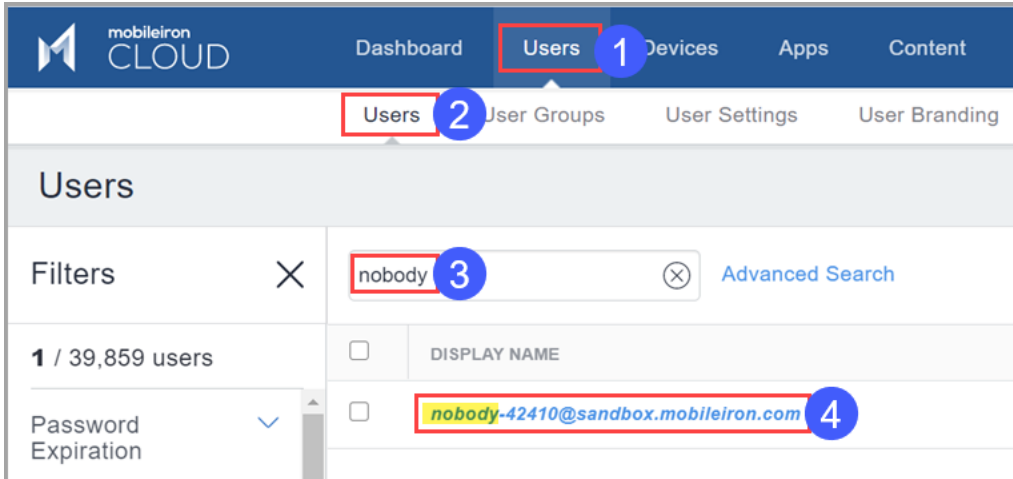 mobileiron
CLOUD
Dashboard Users 1 Devices Apps Content
Users 2 User Groups User Settings User Branding
Users
Filters
nobody 3 Advanced Search
1 / 39,859 users
DISPLAY NAME
Password
Expiration
nobody-42410@sandbox.mobileiron.com 4